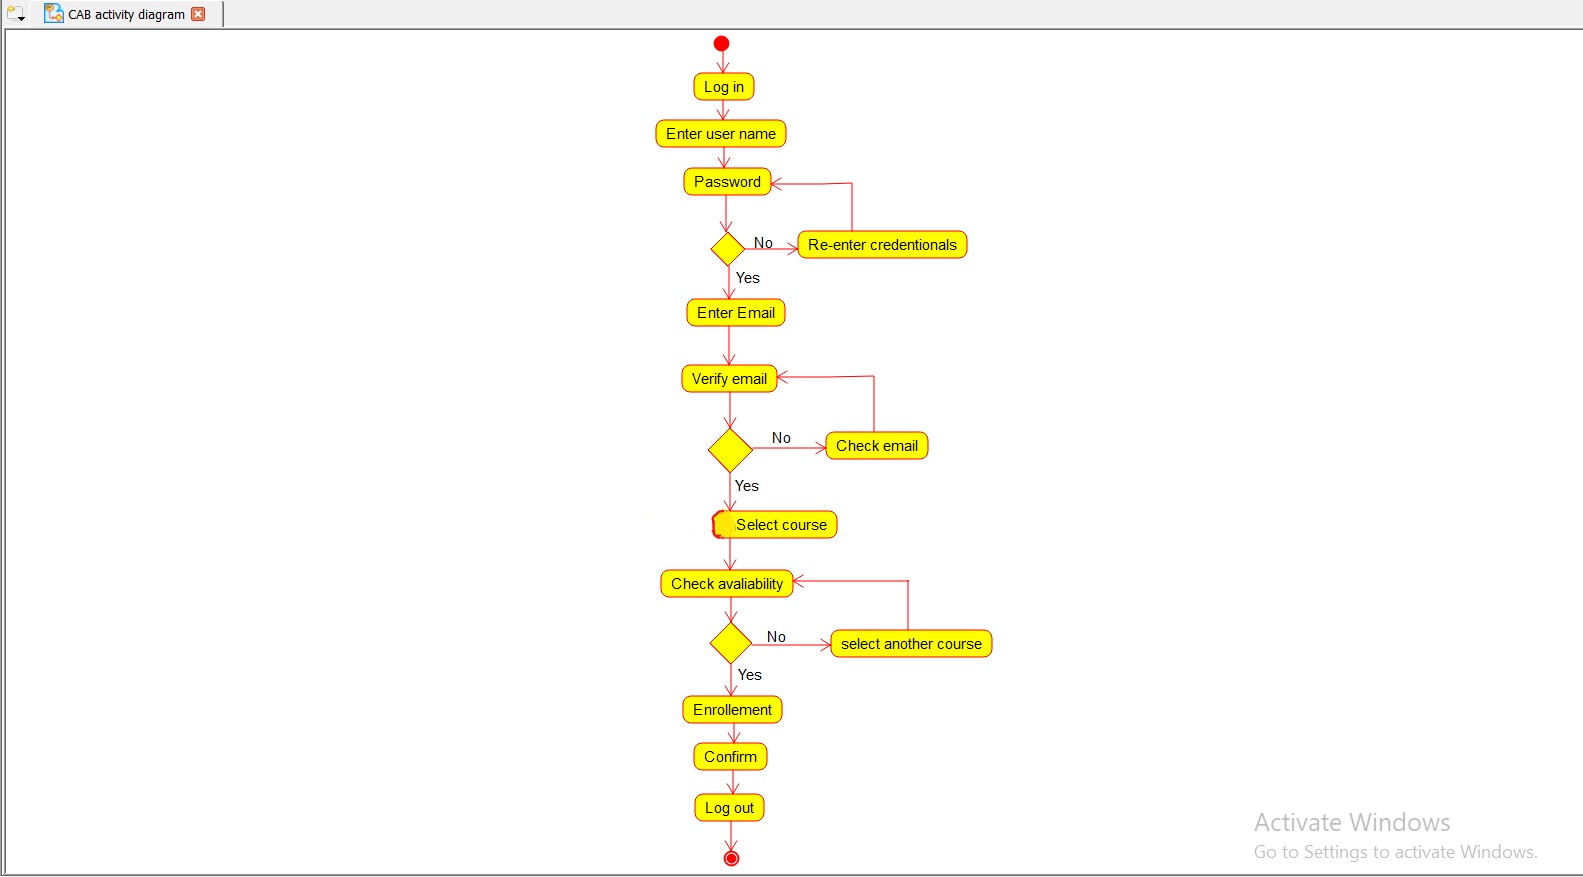 CAB activity diagram
Log in
Enter user name
Password
No
Re-enter credentionals
Yes
Enter Email
Verify email
No
Check email
Yes
Select course
Check avaliability
No
select another course
Yes
Enrollement
Confirm
Log out
Activate Windows
Go to Settings to activate Windows.